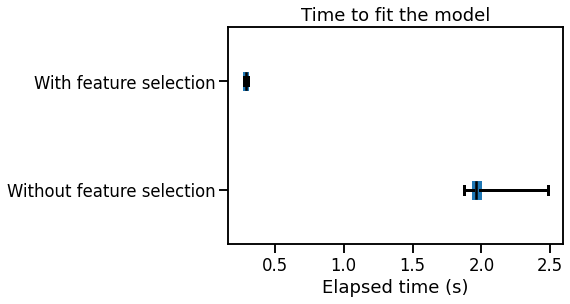 Time to fit the model
With feature selection
Without feature selection
0.5 1.0 1.5 2.0 2.5
Elapsed time (s)